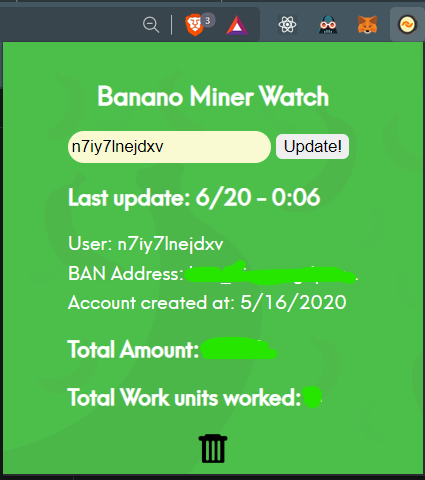 3
Banano Miner Watch
n7iy7lnejdxv Update!
Last update: 6/20 - 0:06
User: n7iy7lnejdxv
BAN Address:
Account created at: 5/16/2020
Total Amount:
Total Work units worked: